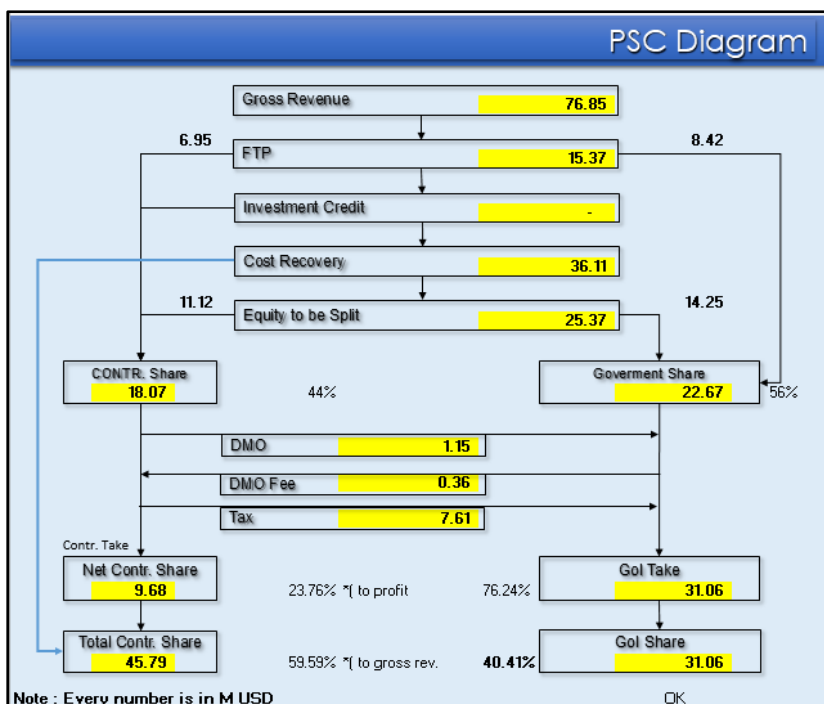 PSC Diagram
Gross Revenue 76.85
6.95 8.42
FTP 15.37
Investment Credit -
Cost Recovery 36.11
11.12 14.25
Equity to be Split 25.37
CONTR. Share Goverment Share
18.07 44% 22.67 56%
DMO 1.15
DMO Fee 0.36
Tax 7.61
Contr. Take
Net Contr. Share GoI Take
9.68 23.76% *( to profit 76.24% 31.06
Total Contr. Share GoI Share
45.79 59.59% *( to gross rev. 40.41% 31.06
Note : Every number is in M USD OK